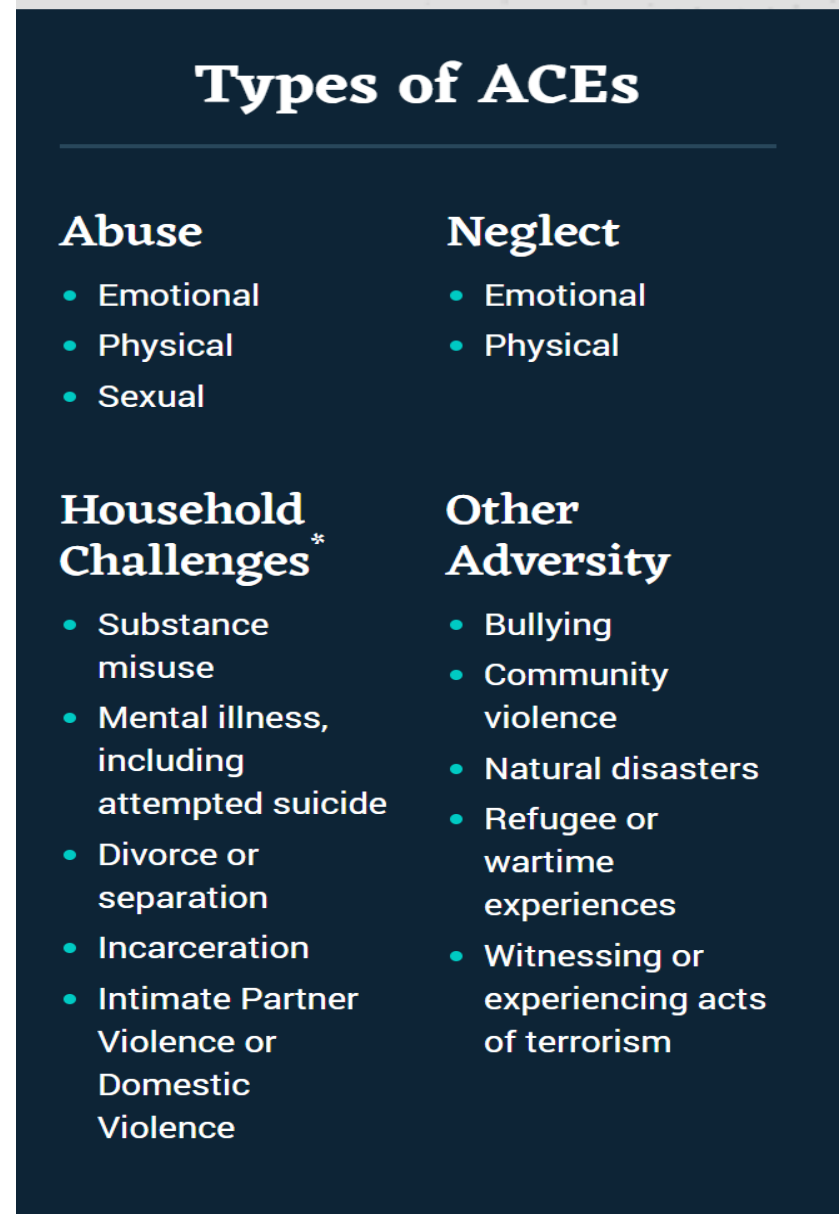 Types of ACEs
Abuse
• Emotional
• Physical
• Sexual
Neglect
• Emotional
• Physical
Household
Challenges*
• Substance
misuse
• Mental illness,
including
attempted suicide
• Divorce or
separation
• Incarceration
• Intimate Partner
Violence or
Domestic
Violence
Other
Adversity
• Bullying
• Community
violence
• Natural disasters
• Refugee or
wartime
experiences
• Witnessing or
experiencing acts
of terrorism